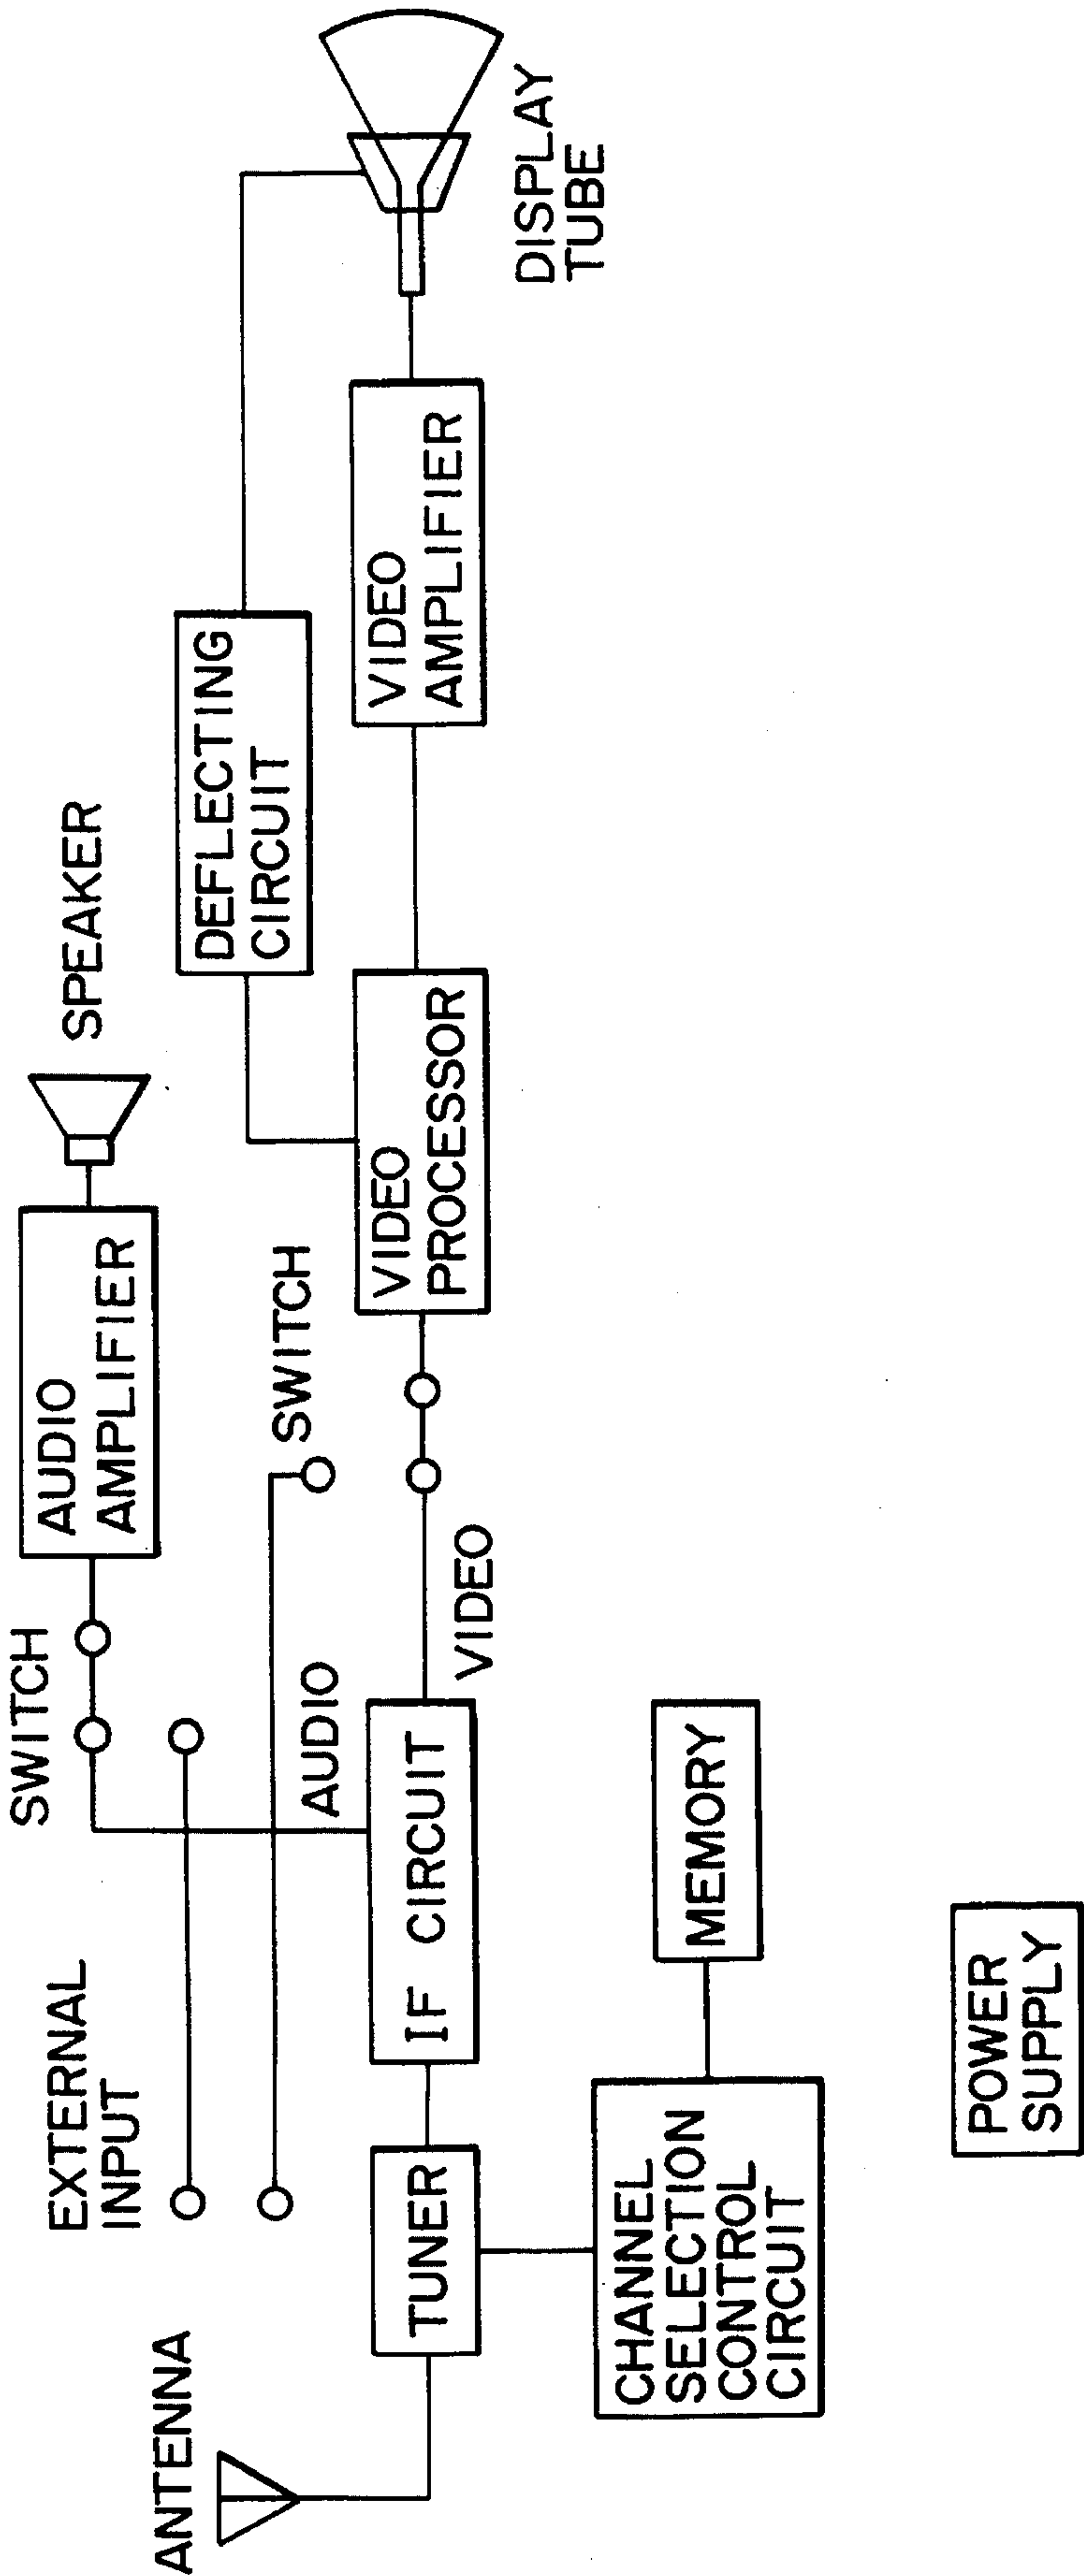 ANTENNA
EXTERNAL
INPUT
SWITCH
AUDIO
AMPLIFIER
SPEAKER
TUNER
IF CIRCUIT
AUDIO
VIDEO
SWITCH
VIDEO
PROCESSOR
DEFLECTING
CIRCUIT
VIDEO
AMPLIFIER
DISPLAY
TUBE
CHANNEL
SELECTION
CONTROL
CIRCUIT
MEMORY
POWER
SUPPLY